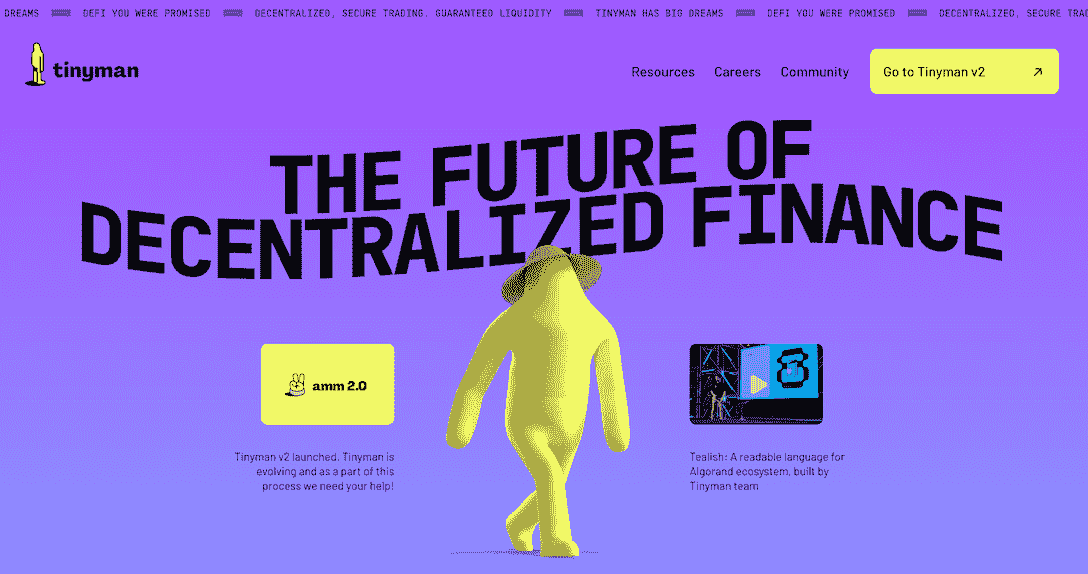 DREAMS DEFI YOU WERE PROMISED DECENTRALIZED, SECURE TRADING. GUARANTEED LIQUIDITY TINYMAN HAS BIG DREAMS DEFI YOU WERE PROMISED DECENTRALIZED, SECURE TRAD
tinyman
Resources Careers Community Go to Tinyman v2
THE FUTURE OF
DECENTRALIZED FINANCE
amm 2.0
8
Tinyman v2 launched. Tinyman is
evolving and as a part of this
process we need your help!
Tealish: A readable language for
Algorand ecosystem, built by
Tinyman team